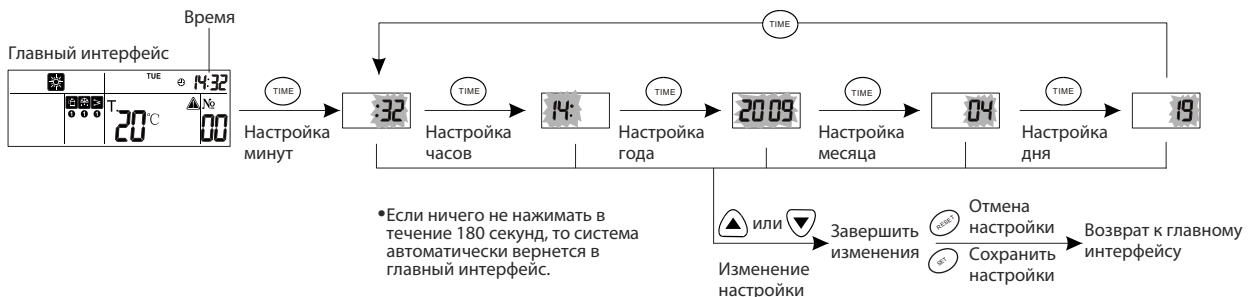 TIME
Время
Главный интерфейс
TUE
14:32
T
20°C
№
00
TIME
Настройка
минут
:32
TIME
Настройка
часов
14:
TIME
Настройка
года
2009
TIME
Настройка
месяца
04
TIME
Настройка
дня
19
•Если ничего не нажимать в
течение 180 секунд, то система
автоматически вернется в
главный интерфейс.
или
Изменение
настройки
Завершить
изменения
RESET
Отмена
настройки
SET
Сохранить
настройки
Возврат к главному
интерфейсу